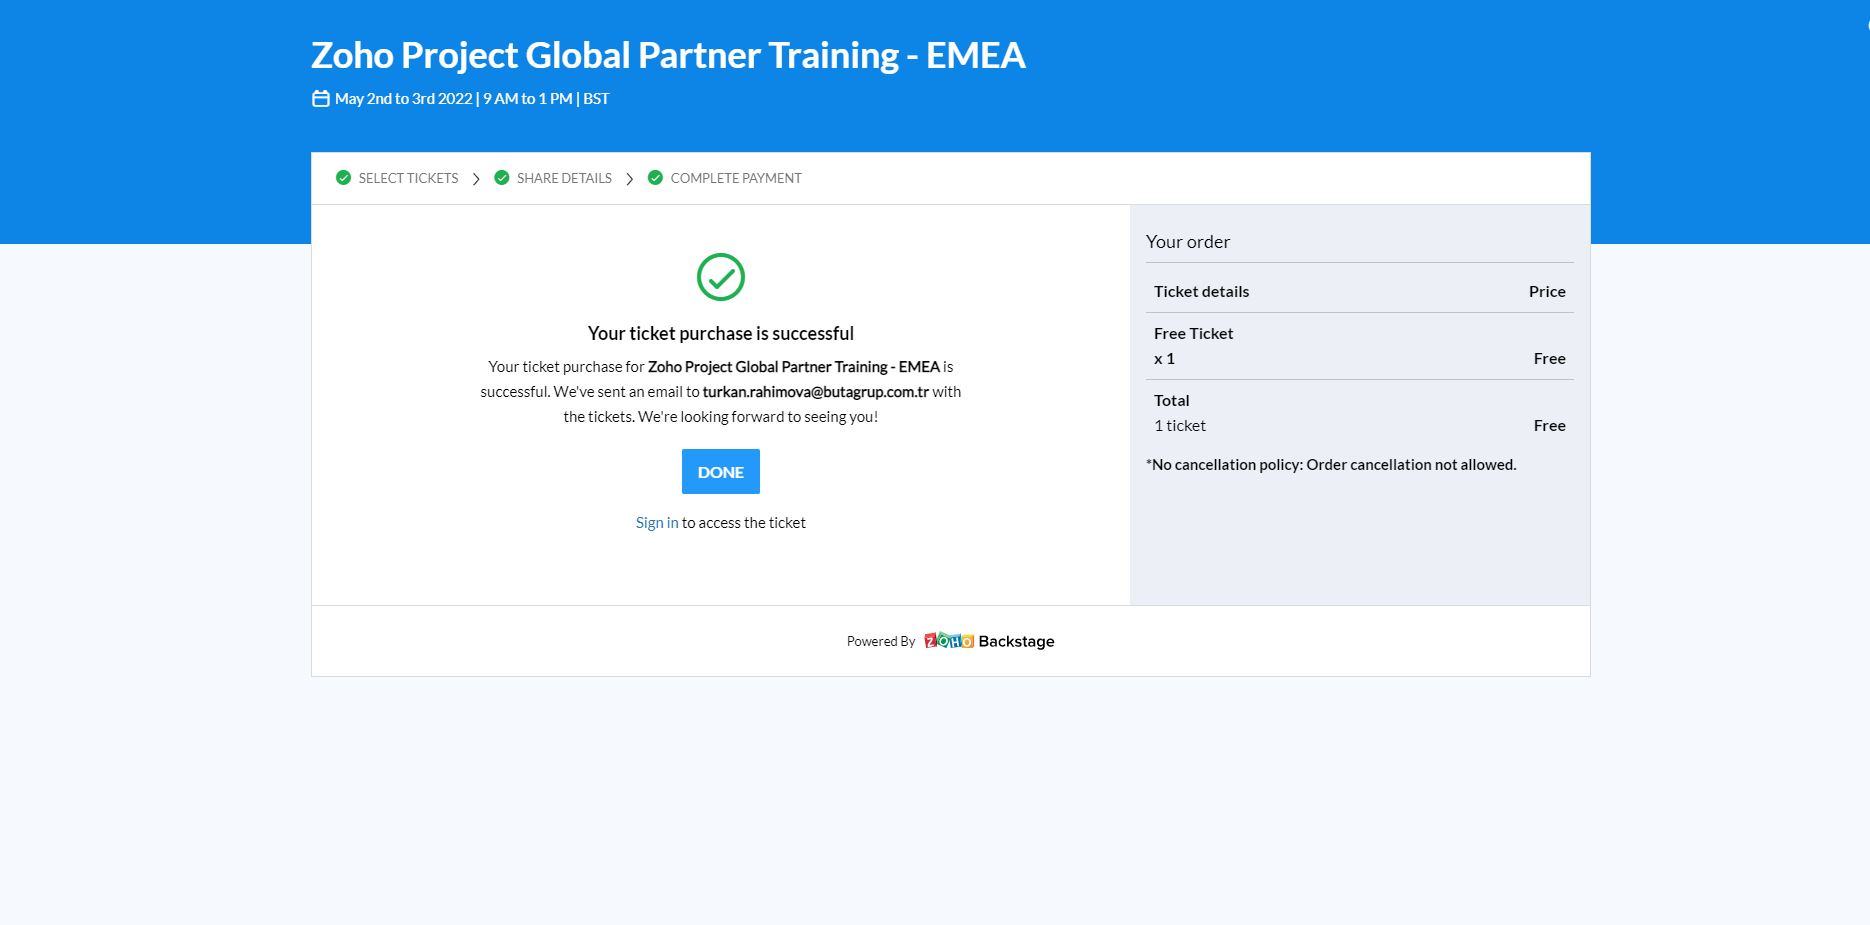 Zoho Project Global Partner Training - EMEA
May 2nd to 3rd 2022 | 9 AM to 1 PM | BST
SELECT TICKETS
SHARE DETAILS
COMPLETE PAYMENT
Your ticket purchase is successful
Your ticket purchase for Zoho Project Global Partner Training - EMEA is
successful. We've sent an email to turkan.rahimova@butagrup.com.tr with
the tickets. We're looking forward to seeing you!
DONE
Sign in to access the ticket
Your order
Ticket details Price
Free Ticket
x 1 Free
Total
1 ticket Free
*No cancellation policy: Order cancellation not allowed.
Powered By ZOHO Backstage